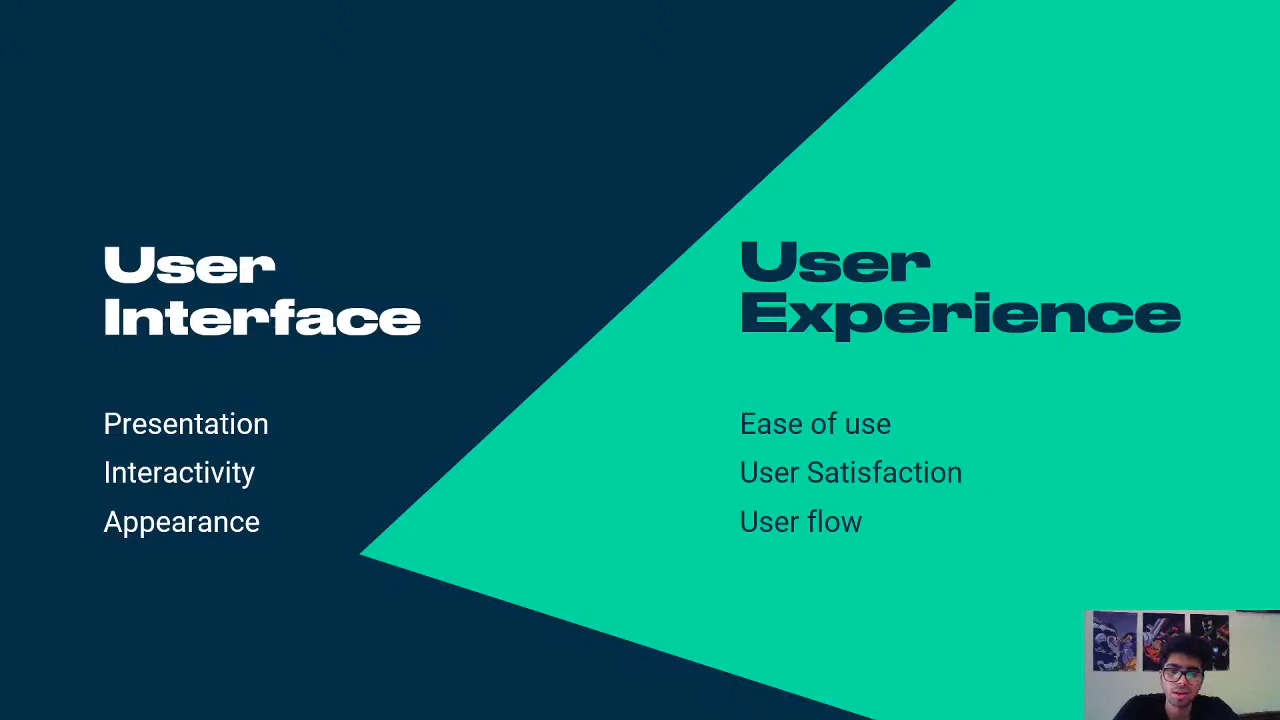 User
Interface
Presentation
Interactivity
Appearance
User
Experience
Ease of use
User Satisfaction
User flow